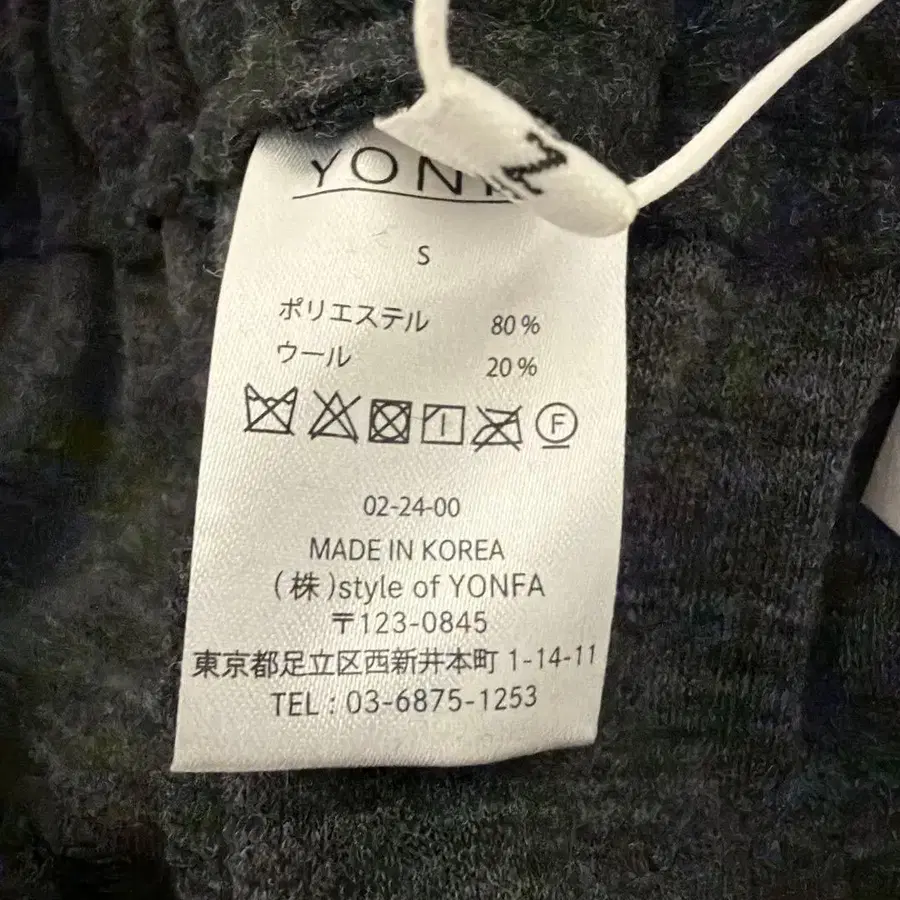 S
ポリエステル 80%
ウール 20%
F
02-24-00
MADE IN KOREA
(株)style of YONFA
〒123-0845
東京都足立区西新井本町 1-14-11
TEL : 03-6875-1253